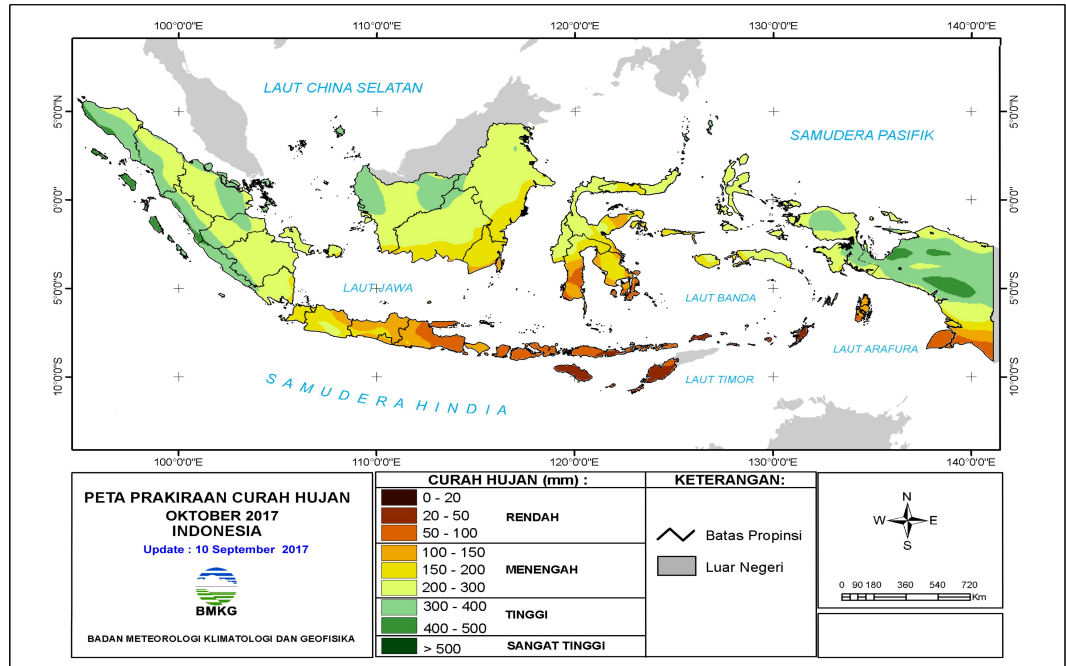 100°0'0"E 110°0'0"E 120°0'0"E 130°0'0"E 140°0'0"E
5°0'0"N 5°0'0"N
0°0'0" 0°0'0"
5°0'0"S 5°0'0"S
10°0'0"S 10°0'0"S
LAUT CHINA SELATAN
SAMUDERA PASIFIK
LAUT JAWA
LAUT BANDA
LAUT ARAFURA
LAUT TIMOR
SAMUDERA HINDIA
100°0'0"E 110°0'0"E 120°0'0"E 130°0'0"E 140°0'0"E
PETA PRAKIRAAN CURAH HUJAN
OKTOBER 2017
INDONESIA
Update : 10 September 2017
BMKG
BADAN METEOROLOGI KLIMATOLOGI DAN GEOFISIKA
CURAH HUJAN (mm) :
0 - 20
20 - 50 RENDAH
50 - 100
100 - 150
150 - 200 MENENGAH
200 - 300
300 - 400 TINGGI
400 - 500
> 500 SANGAT TINGGI
KETERANGAN:
Batas Propinsi
Luar Negeri
N
W E
S
0 90 180 360 540 720
Km